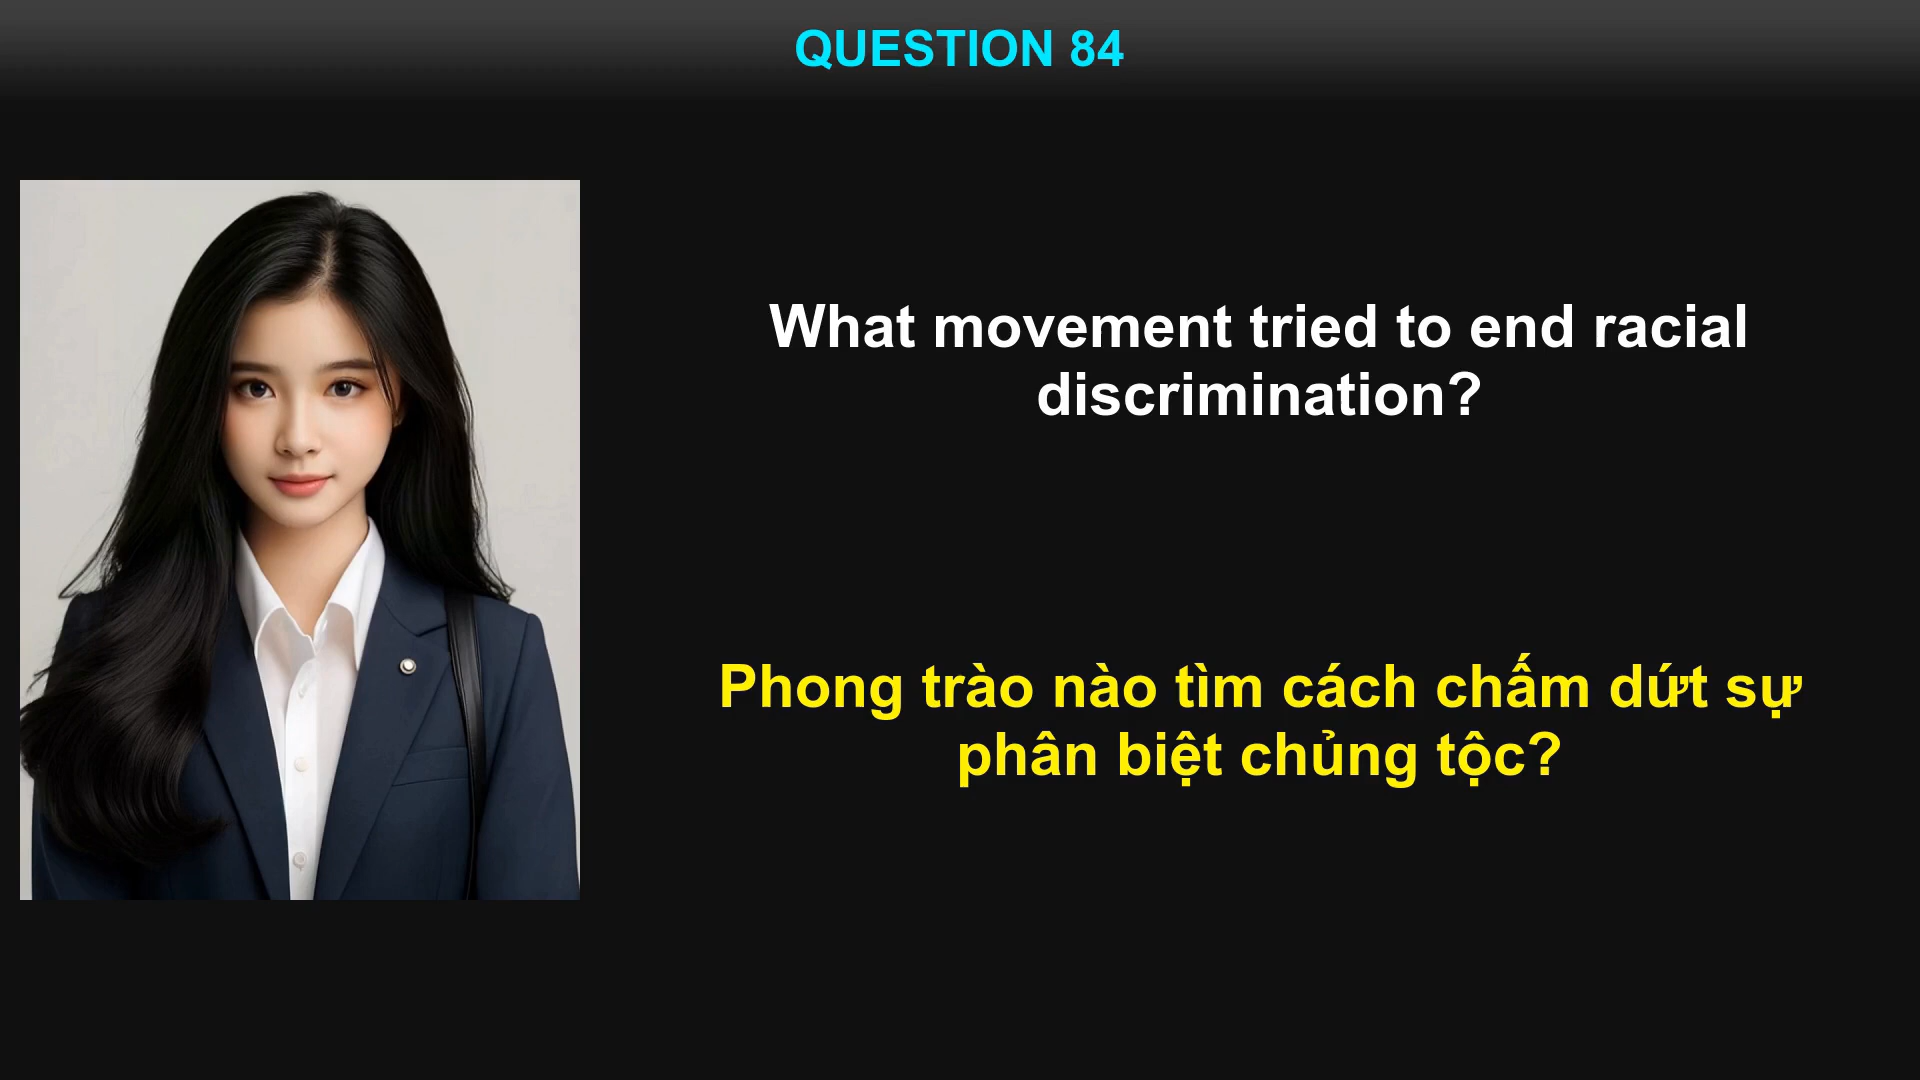 QUESTION 84
What movement tried to end racial
discrimination?
Phong trào nào tìm cách chấm dứt sự
phân biệt chủng tộc?